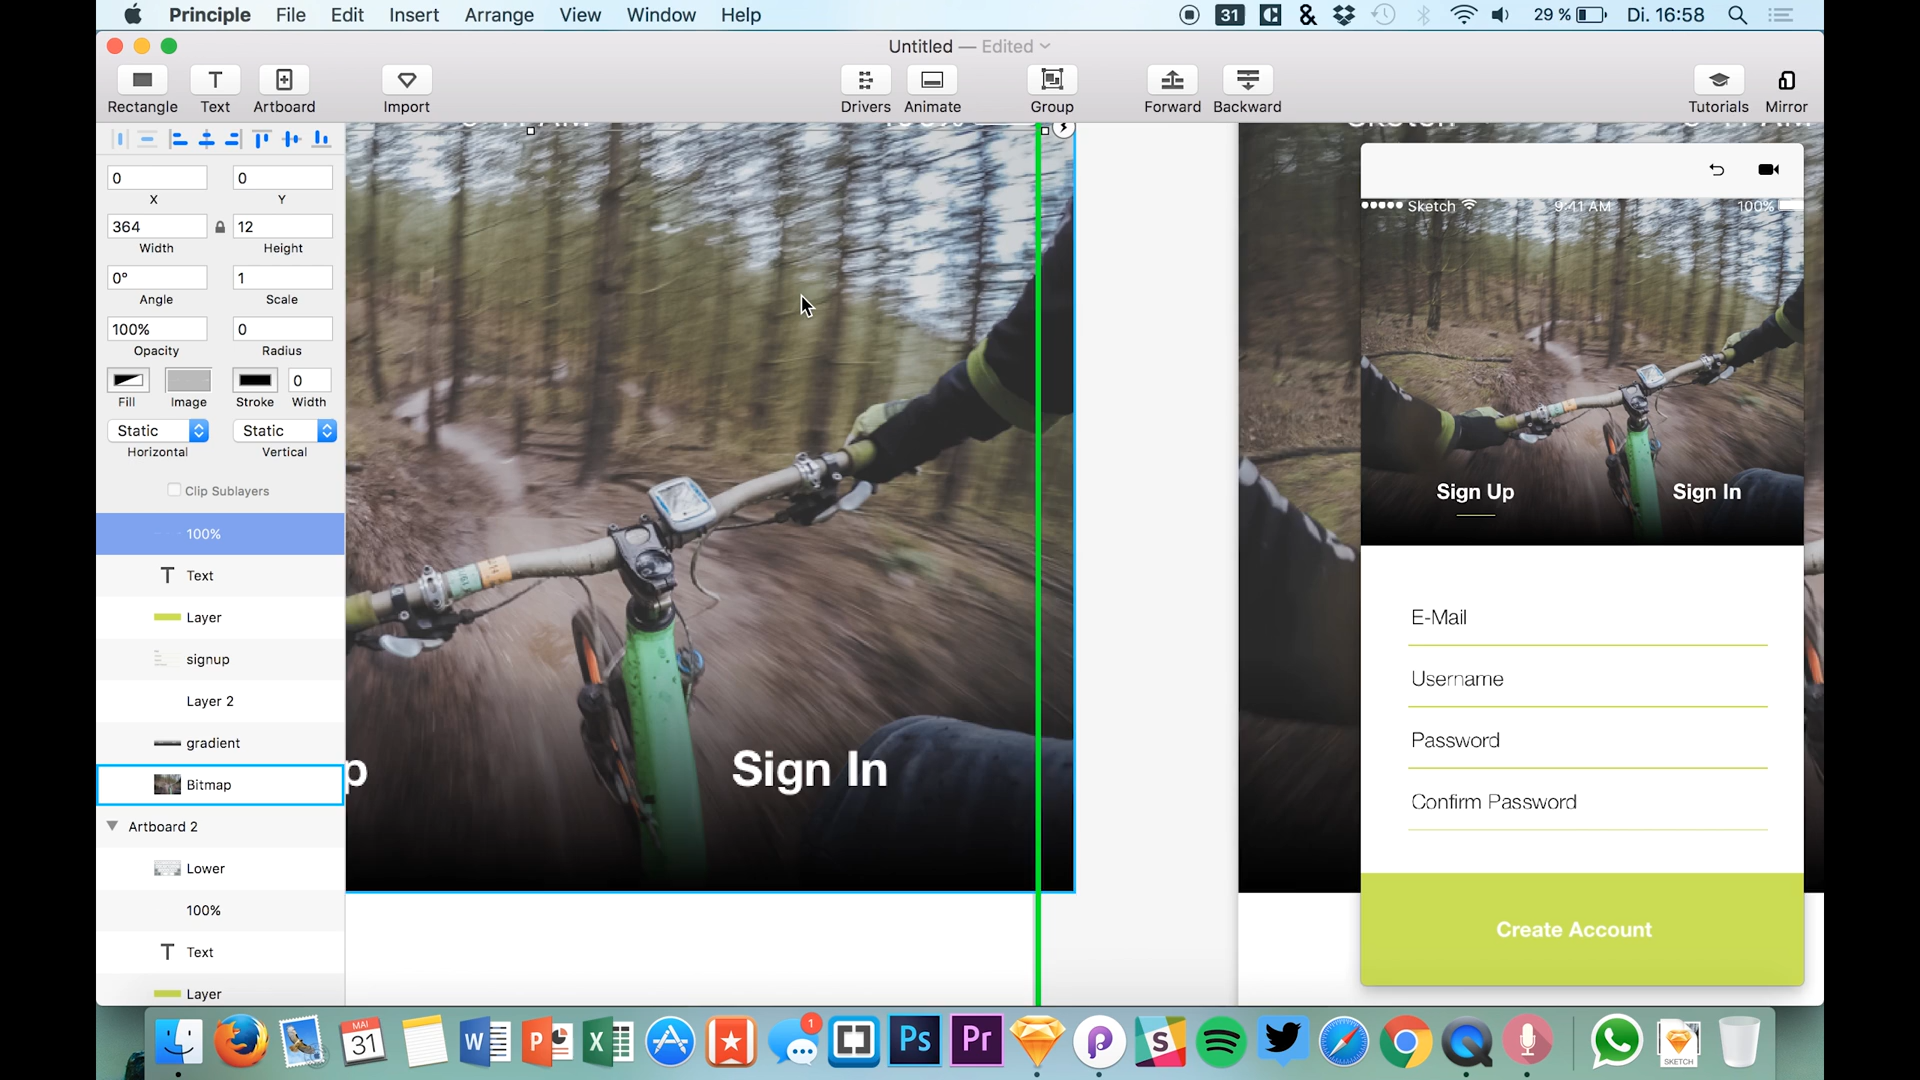 Principle File Edit Insert Arrange View Window Help
31 29 % Di. 16:58
Untitled — Edited
Rectangle Text Artboard Import Drivers Animate Group Forward Backward Tutorials Mirror
0 0
X Y
364 12
Width Height
0° 1
Angle Scale
100% 0
Opacity Radius
0
Fill Image Stroke Width
Static Static
Horizontal Vertical
Clip Sublayers
100%
T Text
Layer
signup
Layer 2
gradient
Bitmap
Artboard 2
Lower
100%
T Text
Layer
p
Sign In
Sketch 9:41 AM 100%
Sign Up Sign In
E-Mail
Username
Password
Confirm Password
Create Account
MAI
31
W P X 1 Ps Pr S
SKETCH